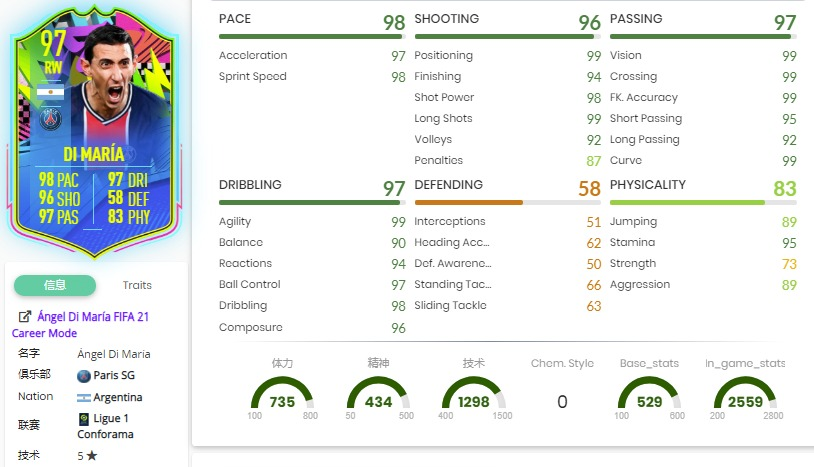 97
RW
DI MARÍA
98 PAC 97 DRI
96 SHO 58 DEF
97 PAS 83 PHY
信息 Traits
Ángel Di María FIFA 21
Career Mode
名字 Ángel Di María
俱乐部 Paris SG
Nation Argentina
联赛 Ligue 1
Conforama
技术 5 ★
PACE 98
Acceleration 97
Sprint Speed 98
SHOOTING 96
Positioning 99
Finishing 94
Shot Power 98
Long Shots 99
Volleys 92
Penalties 87
PASSING 97
Vision 99
Crossing 99
FK. Accuracy 99
Short Passing 95
Long Passing 92
Curve 99
DRIBBLING 97
Agility 99
Balance 90
Reactions 94
Ball Control 97
Dribbling 98
Composure 96
DEFENDING 58
Interceptions 51
Heading Acc... 62
Def. Awarene... 50
Standing Tac... 66
Sliding Tackle 63
PHYSICALITY 83
Jumping 89
Stamina 95
Strength 73
Aggression 89
体力
735
100 800
精神
434
50 500
技术
1298
400 1500
Chem. Style
0
Base_stats
529
100 600
In_game_stats
2559
200 2800